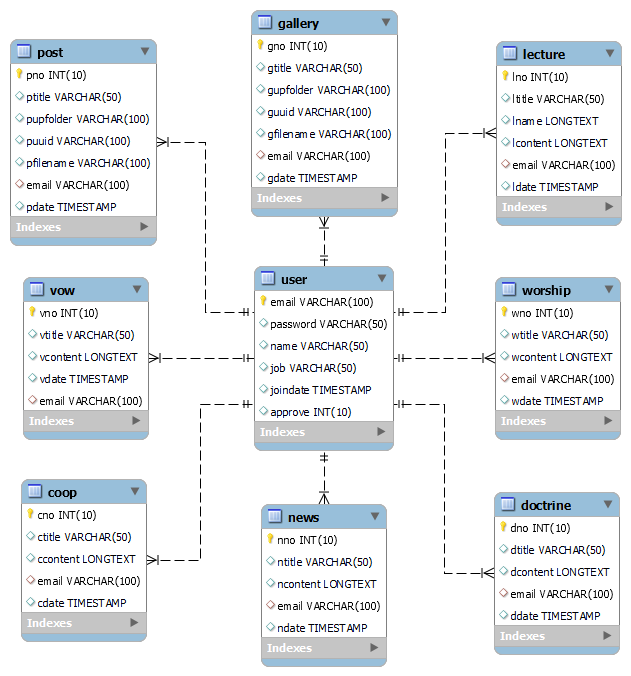 post
pno INT(10)
ptitle VARCHAR(50)
pupfolder VARCHAR(100)
puuid VARCHAR(100)
pfilename VARCHAR(100)
email VARCHAR(100)
pdate TIMESTAMP
Indexes
gallery
gno INT(10)
gtitle VARCHAR(50)
gupfolder VARCHAR(100)
guuid VARCHAR(100)
gfilename VARCHAR(100)
email VARCHAR(100)
gdate TIMESTAMP
Indexes
lecture
lno INT(10)
ltitle VARCHAR(50)
lname LONGTEXT
lcontent LONGTEXT
email VARCHAR(100)
ldate TIMESTAMP
Indexes
vow
vno INT(10)
vtitle VARCHAR(50)
vcontent LONGTEXT
vdate TIMESTAMP
email VARCHAR(100)
Indexes
user
email VARCHAR(100)
password VARCHAR(50)
name VARCHAR(50)
job VARCHAR(50)
joindate TIMESTAMP
approve INT(10)
Indexes
worship
wno INT(10)
wtitle VARCHAR(50)
wcontent LONGTEXT
email VARCHAR(100)
wdate TIMESTAMP
Indexes
coop
cno INT(10)
ctitle VARCHAR(50)
ccontent LONGTEXT
email VARCHAR(100)
cdate TIMESTAMP
Indexes
news
nno INT(10)
ntitle VARCHAR(50)
ncontent LONGTEXT
email VARCHAR(100)
ndate TIMESTAMP
Indexes
doctrine
dno INT(10)
dtitle VARCHAR(50)
dcontent LONGTEXT
email VARCHAR(100)
ddate TIMESTAMP
Indexes